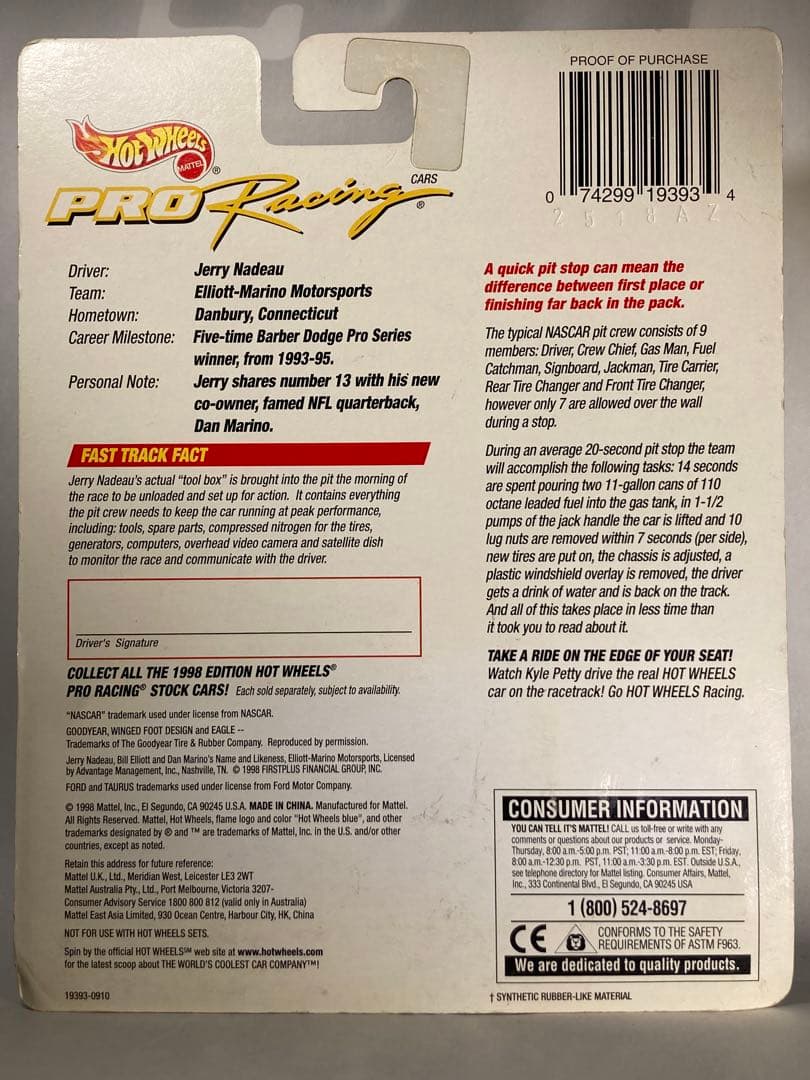 HOT WHEELS
MATTEL
®
PRO Racing®
CARS
PROOF OF PURCHASE
0 74299 19393 4
2 5 1 8 A Z
Driver: Jerry Nadeau
Team: Elliott-Marino Motorsports
Hometown: Danbury, Connecticut
Career Milestone: Five-time Barber Dodge Pro Series
winner, from 1993-95.
Personal Note: Jerry shares number 13 with his new
co-owner, famed NFL quarterback,
Dan Marino.
FAST TRACK FACT
Jerry Nadeau's actual "tool box" is brought into the pit the morning of
the race to be unloaded and set up for action. It contains everything
the pit crew needs to keep the car running at peak performance,
including: tools, spare parts, compressed nitrogen for the tires,
generators, computers, overhead video camera and satellite dish
to monitor the race and communicate with the driver.
Driver's Signature
COLLECT ALL THE 1998 EDITION HOT WHEELS®
PRO RACING® STOCK CARS! Each sold separately, subject to availability.
"NASCAR" trademark used under license from NASCAR.
GOODYEAR, WINGED FOOT DESIGN and EAGLE --
Trademarks of The Goodyear Tire & Rubber Company. Reproduced by permission.
Jerry Nadeau, Bill Elliott and Dan Marino's Name and Likeness, Elliott-Marino Motorsports, Licensed
by Advantage Management, Inc., Nashville, TN. © 1998 FIRSTPLUS FINANCIAL GROUP, INC.
FORD and TAURUS trademarks used under license from Ford Motor Company.
© 1998 Mattel, Inc., El Segundo, CA 90245 U.S.A. MADE IN CHINA. Manufactured for Mattel.
All Rights Reserved. Mattel, Hot Wheels, flame logo and color "Hot Wheels blue", and other
trademarks designated by ® and ™ are trademarks of Mattel, Inc. in the U.S. and/or other
countries, except as noted.
Retain this address for future reference:
Mattel U.K., Ltd., Meridian West, Leicester LE3 2WT
Mattel Australia Pty., Ltd., Port Melbourne, Victoria 3207-
Consumer Advisory Service 1800 800 812 (valid only in Australia)
Mattel East Asia Limited, 930 Ocean Centre, Harbour City, HK, China
NOT FOR USE WITH HOT WHEELS SETS.
Spin by the official HOT WHEELS℠ web site at www.hotwheels.com
for the latest scoop about THE WORLD'S COOLEST CAR COMPANY™!
19393-0910
A quick pit stop can mean the
difference between first place or
finishing far back in the pack.
The typical NASCAR pit crew consists of 9
members: Driver, Crew Chief, Gas Man, Fuel
Catchman, Signboard, Jackman, Tire Carrier,
Rear Tire Changer and Front Tire Changer,
however only 7 are allowed over the wall
during a stop.
During an average 20-second pit stop the team
will accomplish the following tasks: 14 seconds
are spent pouring two 11-gallon cans of 110
octane leaded fuel into the gas tank, in 1-1/2
pumps of the jack handle the car is lifted and 10
lug nuts are removed within 7 seconds (per side),
new tires are put on, the chassis is adjusted, a
plastic windshield overlay is removed, the driver
gets a drink of water and is back on the track.
And all of this takes place in less time than
it took you to read about it.
TAKE A RIDE ON THE EDGE OF YOUR SEAT!
Watch Kyle Petty drive the real HOT WHEELS
car on the racetrack! Go HOT WHEELS Racing.
CONSUMER INFORMATION
YOU CAN TELL IT'S MATTEL! CALL us toll-free or write with any
comments or questions about our products or service. Monday-
Thursday, 8:00 a.m.-5:00 p.m. PST; 11:00 a.m.-8:00 p.m. EST; Friday,
8:00 a.m.-12:30 p.m. PST, 11:00 a.m.-3:30 p.m. EST. Outside U.S.A.,
see telephone directory for Mattel listing. Consumer Affairs, Mattel,
Inc., 333 Continental Blvd., El Segundo, CA 90245 USA
1 (800) 524-8697
CE
CONFORMS TO THE SAFETY
REQUIREMENTS OF ASTM F963.
We are dedicated to quality products.
† SYNTHETIC RUBBER-LIKE MATERIAL